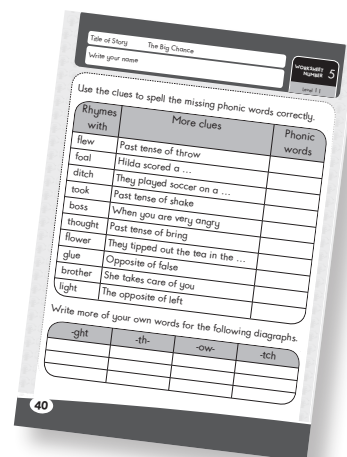 Title of Story The Big Chance
Write your name
WORKSHEET NUMBER 5
Level 11
Use the clues to spell the missing phonic words correctly.
Rhymes with More clues Phonic words
flew Past tense of throw
foal Hilda scored a ...
ditch They played soccer on a ...
took Past tense of shake
boss When you are very angry
thought Past tense of bring
flower They tipped out the tea in the ...
glue Opposite of false
brother She takes care of you
light The opposite of left
Write more of your own words for the following diagraphs.
-ght -th- -ow- -tch
40